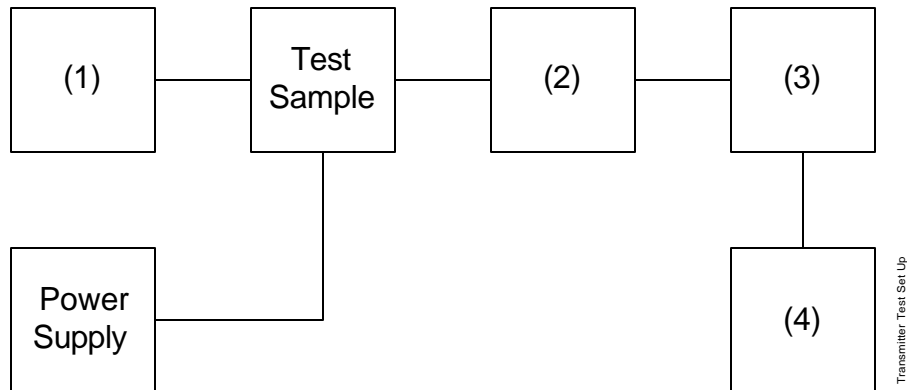 (1)
Test
Sample
(2)
(3)
Power
Supply
(4)
Transmitter Test Set Up